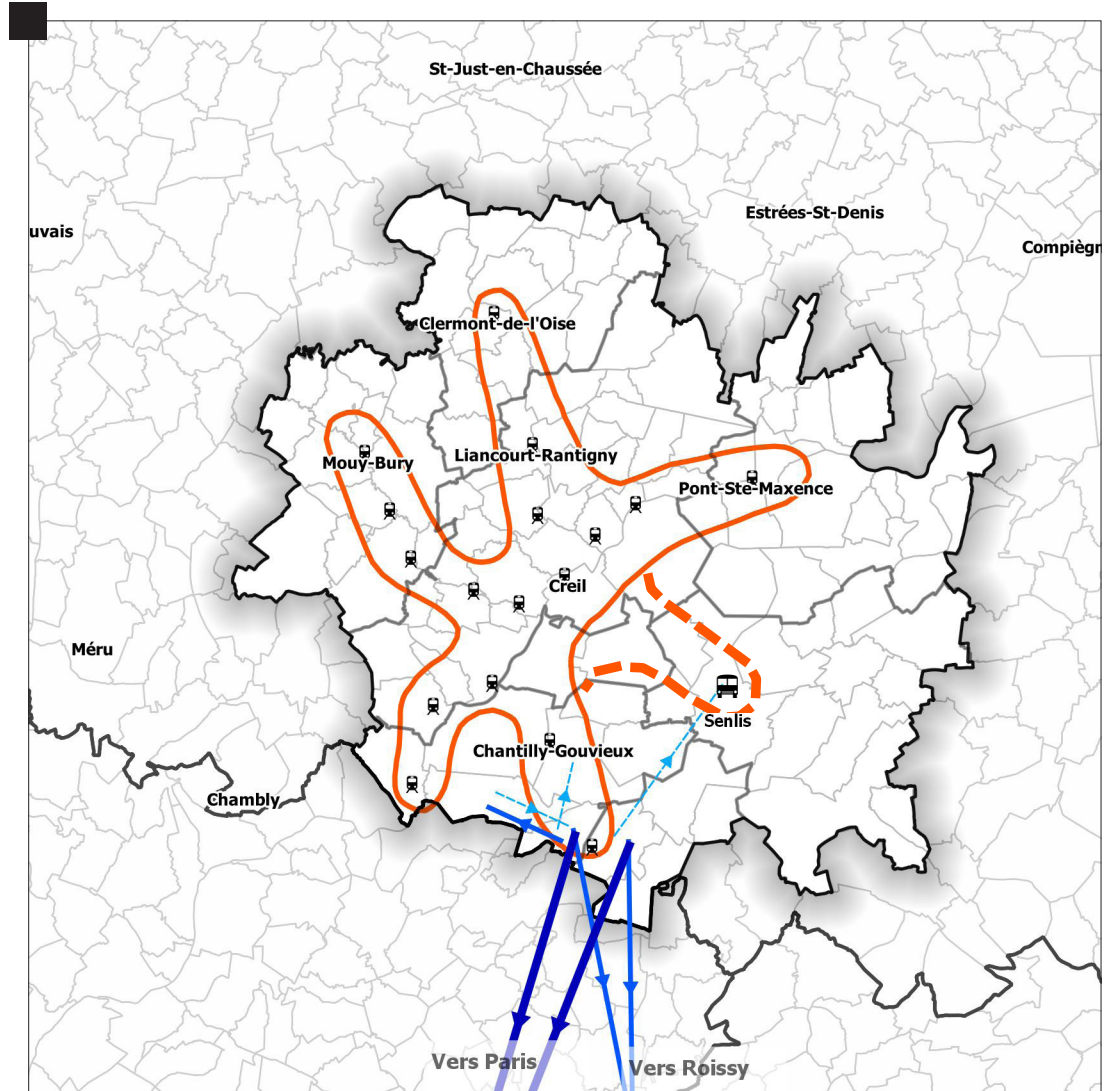 St-Just-en-Chaussée
Estrées-St-Denis
uvais
Compiègn
Clermont-de-l'Oise
Liancourt-Rantigny
Mouy-Bury
Pont-Ste-Maxence
Creil
Méru
Senlis
Chantilly-Gouvieux
Chambly
Vers Paris
Vers Roissy